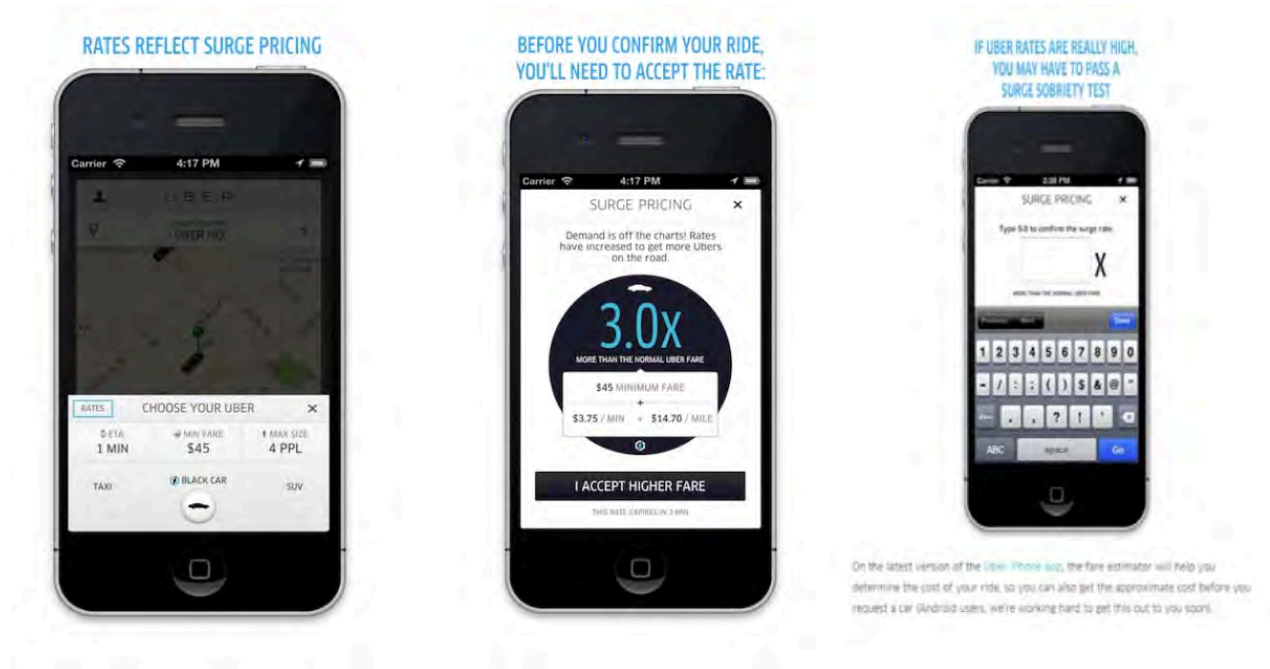 RATES REFLECT SURGE PRICING
Carrier 4:17 PM
UBER
RATES CHOOSE YOUR UBER X
ETA MIN FARE MAX SIZE
1 MIN $45 4 PPL
TAXI BLACK CAR SUV
BEFORE YOU CONFIRM YOUR RIDE,
YOU'LL NEED TO ACCEPT THE RATE:
Carrier 4:17 PM
SURGE PRICING X
Demand is off the charts! Rates
have increased to get more Ubers
on the road.
3.0x
MORE THAN THE NORMAL UBER FARE
$45 MINIMUM FARE
+
$3.75 / MIN + $14.70 / MILE
I ACCEPT HIGHER FARE
THIS RATE EXPIRES IN 2 MIN
IF UBER RATES ARE REALLY HIGH,
YOU MAY HAVE TO PASS A
SURGE SOBRIETY TEST
Carrier PM
SURGE PRICING X
Type to confirm the surge rate.
X
MORE THAN THE NORMAL UBER FARE
Previous Next Done
1 2 3 4 5 6 7 8 9 0
- / : ; ( ) $ & @ "
. , ? ! '
ABC space Go
On the latest version of the Uber iPhone app, the fare estimator will help you
determine the cost of your ride, so you can also get the approximate cost before you
request a car (Android users, we're working hard to get this out to you soon).